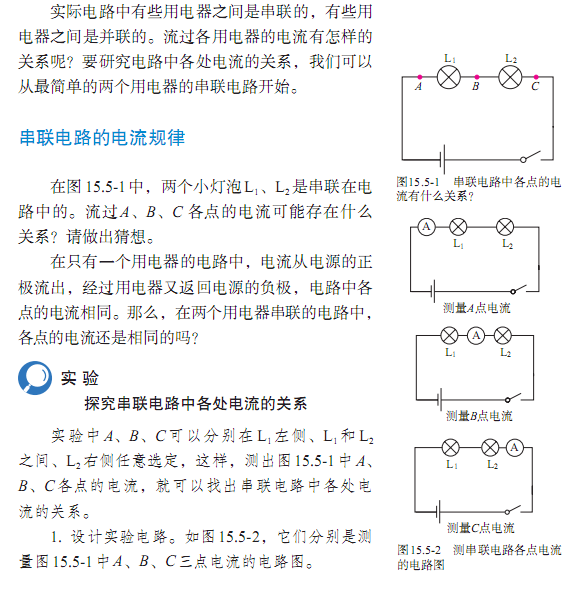 实际电路中有些用电器之间是串联的，有些用
电器之间是并联的。流过各用电器的电流有怎样的
关系呢？要研究电路中各处电流的关系，我们可以
从最简单的两个用电器的串联电路开始。
串联电路的电流规律
在图 15.5-1 中，两个小灯泡 L₁、L₂ 是串联在电
路中的。流过 A、B、C 各点的电流可能存在什么
关系？请做出猜想。
在只有一个用电器的电路中，电流从电源的正
极流出，经过用电器又返回电源的负极，电路中各
点的电流相同。那么，在两个用电器串联的电路中，
各点的电流还是相同的吗？
实 验
探究串联电路中各处电流的关系
实验中 A、B、C 可以分别在 L₁ 左侧、L₁ 和 L₂
之间、L₂ 右侧任意选定，这样，测出图 15.5-1 中 A、
B、C 各点的电流，就可以找出串联电路中各处电
流的关系。
1. 设计实验电路。如图 15.5-2，它们分别是测
量图 15.5-1 中 A、B、C 三点电流的电路图。
L₁ L₂
A B C
图15.5-1 串联电路中各点的电
流有什么关系？
A
L₁ L₂
测量A点电流
A
L₁ L₂
测量B点电流
A
L₁ L₂
测量C点电流
图15.5-2 测串联电路各点电流
的电路图